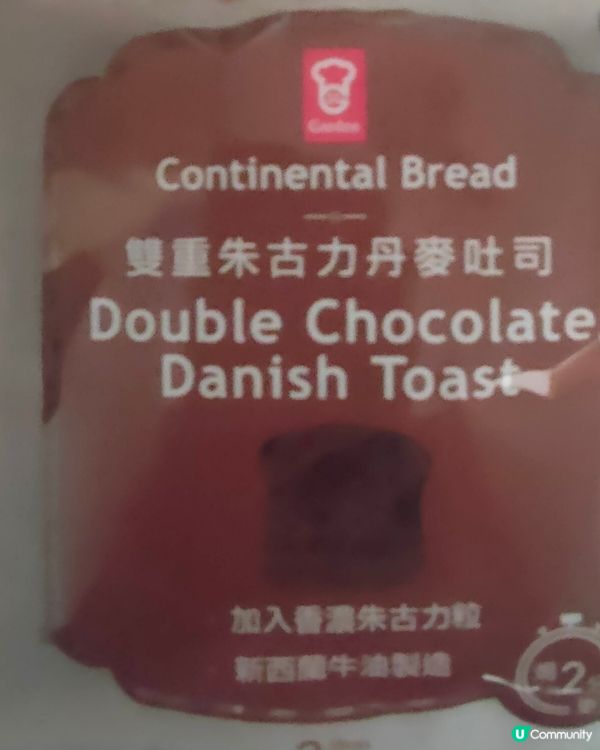 Garden
Continental Bread
雙重朱古力丹麥吐司
Double Chocolate
Danish Toast
加入香濃朱古力粒
新西蘭牛油製造
2
U Community